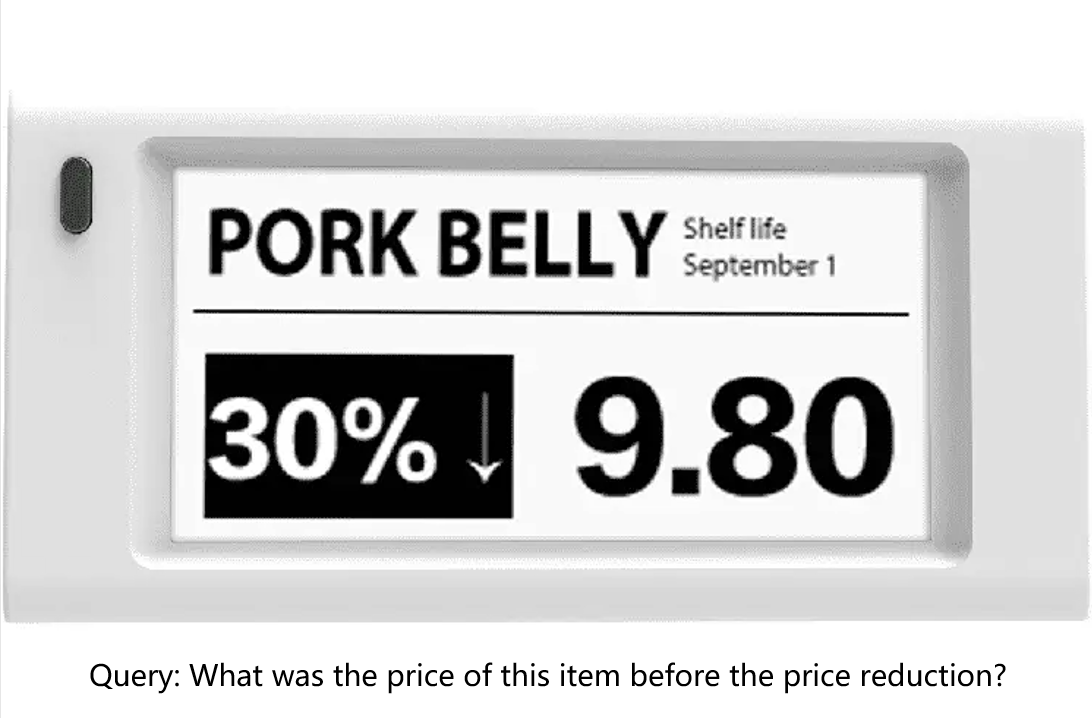 PORK BELLY
Shelf life
September 1
30% ↓
9.80
Query: What was the price of this item before the price reduction?